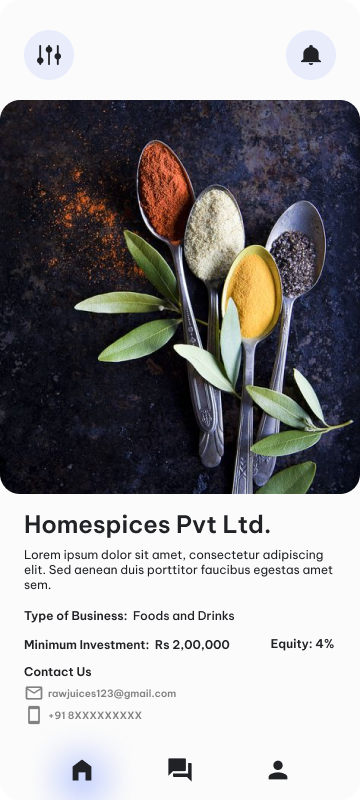 Homespices Pvt Ltd.
Lorem ipsum dolor sit amet, consectetur adipiscing
elit. Sed aenean duis porttitor faucibus egestas amet
sem.
Type of Business: Foods and Drinks
Minimum Investment: Rs 2,00,000 Equity: 4%
Contact Us
rawjuices123@gmail.com
+91 8XXXXXXXXX